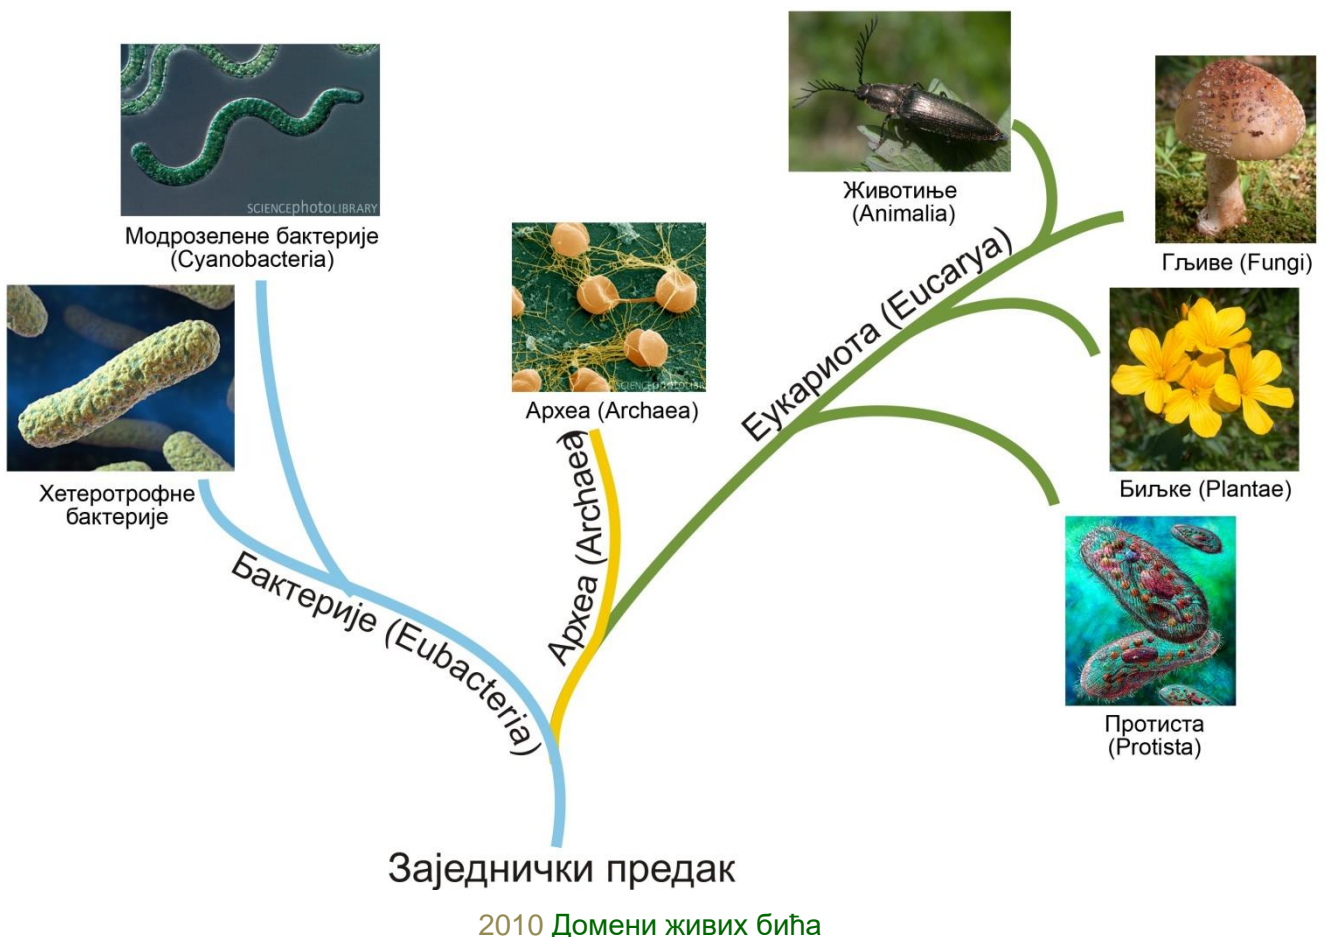 SCIENCEPHOTOLIBRARY
Модрозелене бактерије
(Cyanobacteria)
Хетеротрофне
бактерије
Бактерије (Eubacteria)
Археа (Archaea)
Археа (Archaea)
Животиње
(Animalia)
Гљиве (Fungi)
Еукариота (Eucarya)
Биљке (Plantae)
Протиста
(Protista)
Заједнички предак
2010 Домени живих бића